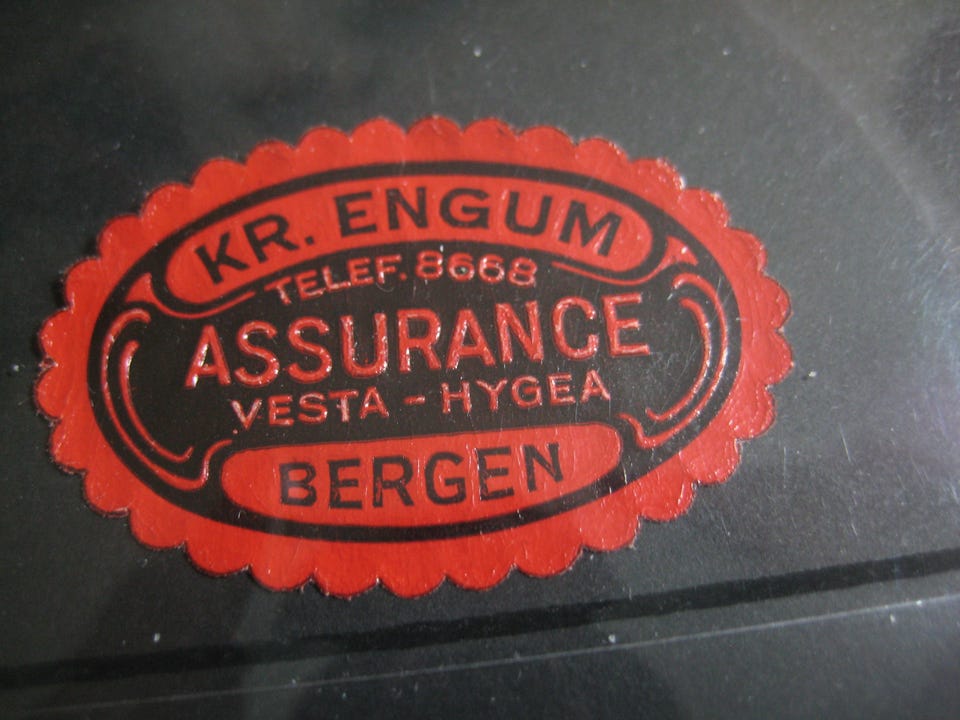 KR. ENGUM
TELEF. 8668
ASSURANCE
VESTA - HYGEA
BERGEN